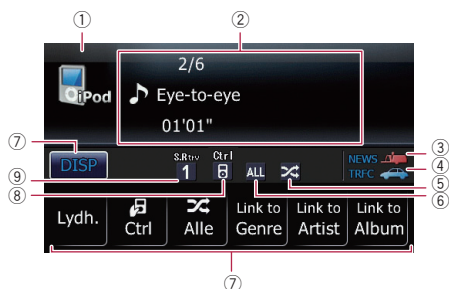 ① ②
2/6
iPod
Eye-to-eye
01'01"
⑦ DISP
S.Rtrv Ctrl
1 ALL
NEWS ③
TRFC ④
⑨ ⑧ ⑥ ⑤
Lydh. Ctrl Alle Link to Genre Link to Artist Link to Album
⑦